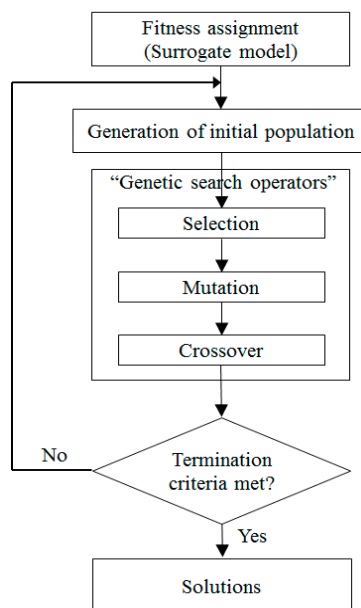 Fitness assignment
(Surrogate model)
Generation of initial population
“Genetic search operators”
Selection
Mutation
Crossover
Termination
criteria met?
No
Yes
Solutions